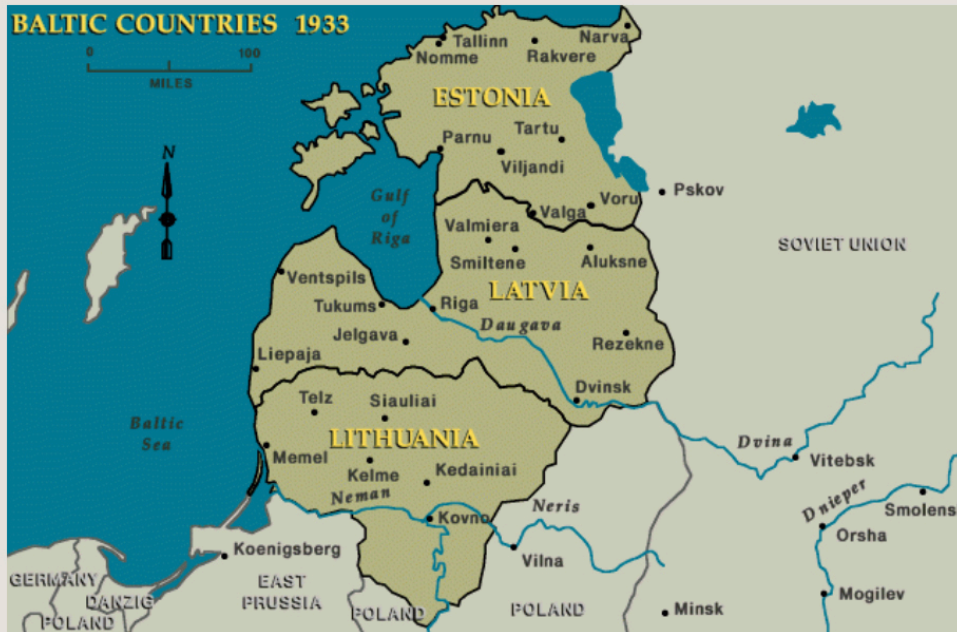 BALTIC COUNTRIES 1933
0 100
MILES
N
Narva
Tallinn
Nomme
Rakvere
ESTONIA
Tartu
Parnu
Viljandi
Pskov
Gulf
of
Riga
Voru
Valga
Valmiera
Smiltene
Aluksne
SOVIET UNION
Ventspils
LATVIA
Tukums
Riga
Daugava
Jelgava
Rezekne
Liepaja
Dvinsk
Telz
Siauliai
Baltic
Sea
LITHUANIA
Dvina
Memel
Vitebsk
Kelme
Kedainiai
Neman
Neris
Dnieper
Smolens
Kovno
Orsha
Koenigsberg
Vilna
GERMANY
EAST
PRUSSIA
DANZIG
POLAND
POLAND
POLAND
Minsk
Mogilev